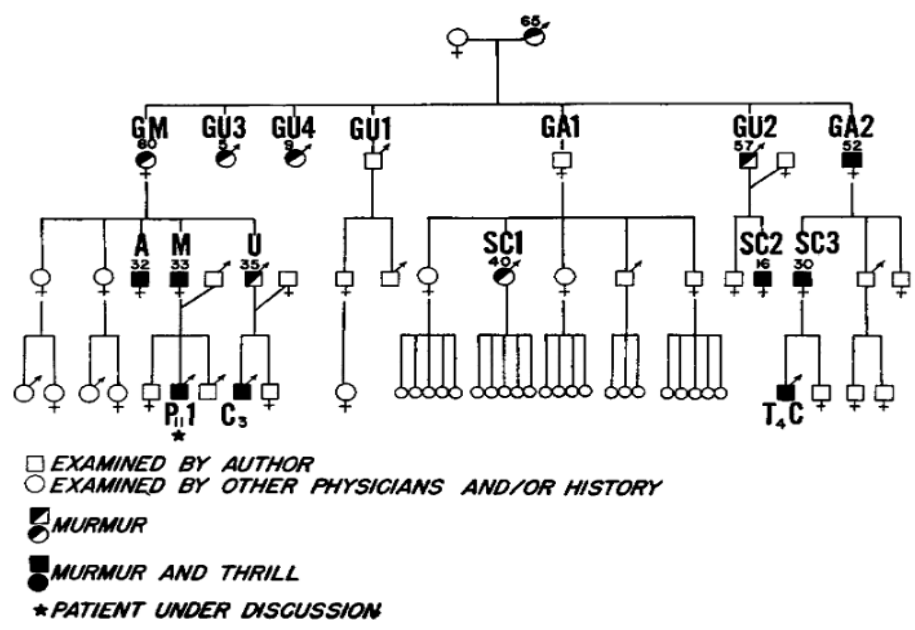 65
GM GU3 GU4 GU1 GA1 GU2 GA2
60 5 9 57 52
A M U SC1 SC2 SC3
32 33 35 40 16 30
P₁₁1 C₃ T₄C
*
□ EXAMINED BY AUTHOR
○ EXAMINED BY OTHER PHYSICIANS AND/OR HISTORY
MURMUR
MURMUR AND THRILL
* PATIENT UNDER DISCUSSION